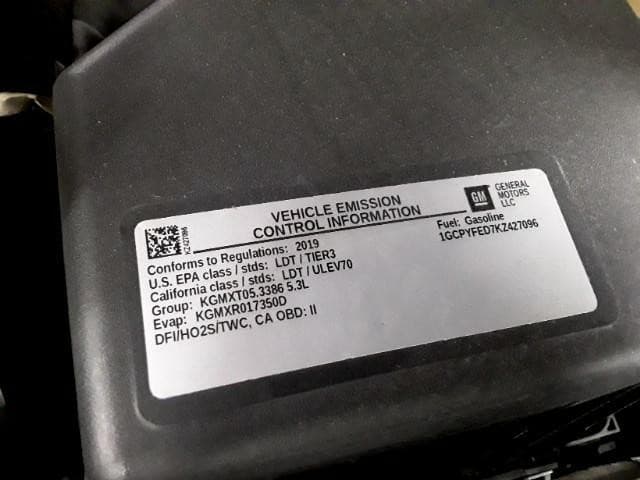 VEHICLE EMISSION
CONTROL INFORMATION
GM
GENERAL
MOTORS
LLC
KZ427096
Conforms to Regulations: 2019
U.S. EPA class / stds: LDT / TIER3
California class / stds: LDT / ULEV70
Group: KGMXT05.3386 5.3L
Evap: KGMXR017350D
DFI/HO2S/TWC, CA OBD: II
Fuel: Gasoline
1GCPYFED7KZ427096